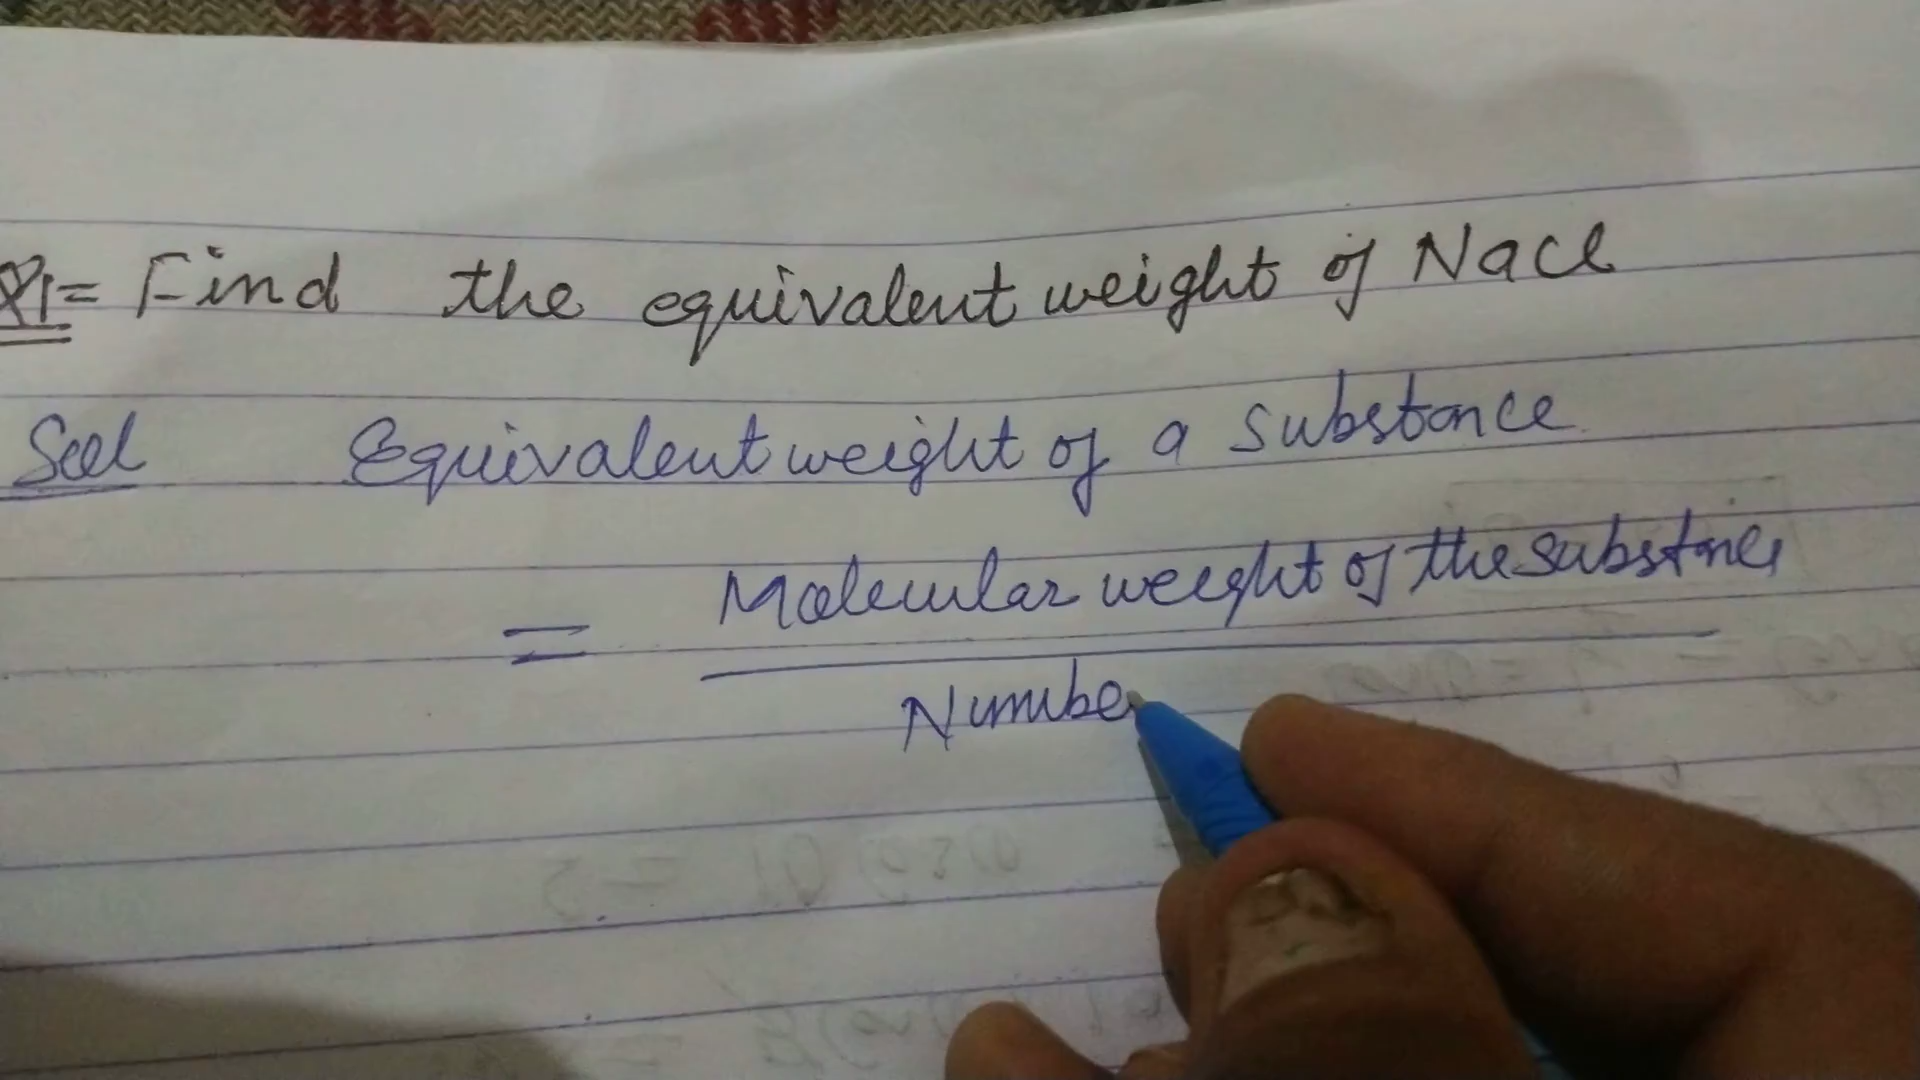 Q1= Find the equivalent weight of Nacl
Sol Equivalent weight of a substance
= Molecular weight of the substance
Numbe